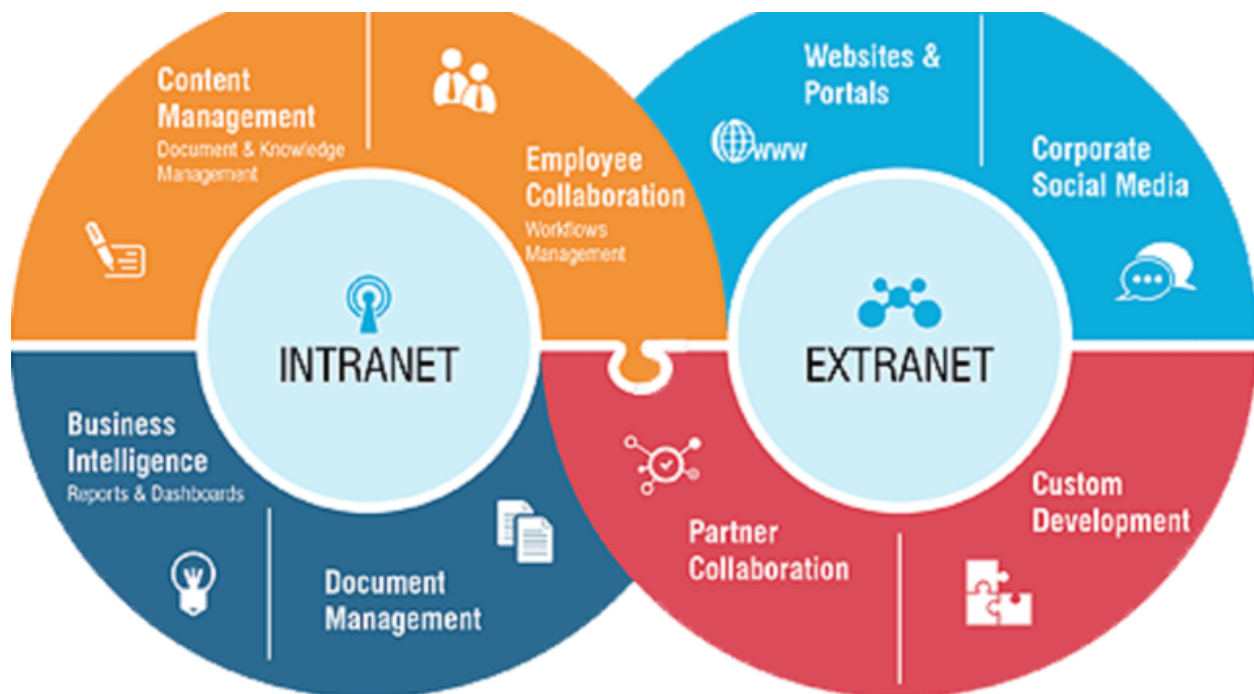 Content
Management
Document & Knowledge
Management
Employee
Collaboration
Workflows
Management
INTRANET
Business
Intelligence
Reports & Dashboards
Document
Management
Websites &
Portals
www
Corporate
Social Media
EXTRANET
Partner
Collaboration
Custom
Development